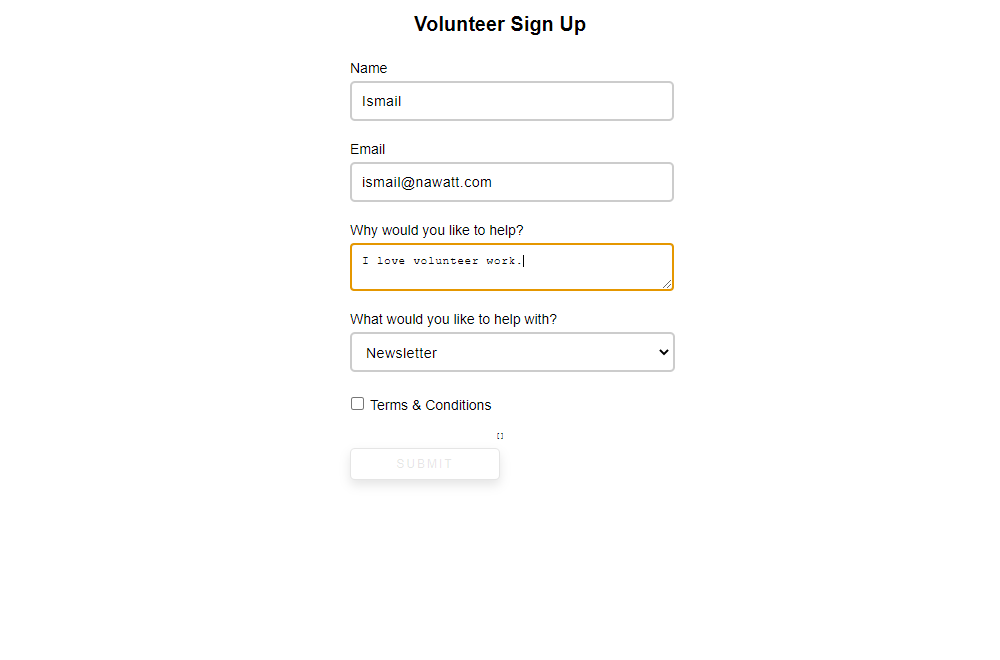 Volunteer Sign Up
Name
Ismail
Email
ismail@nawatt.com
Why would you like to help?
I love volunteer work.
What would you like to help with?
Newsletter
Terms & Conditions
[]
SUBMIT